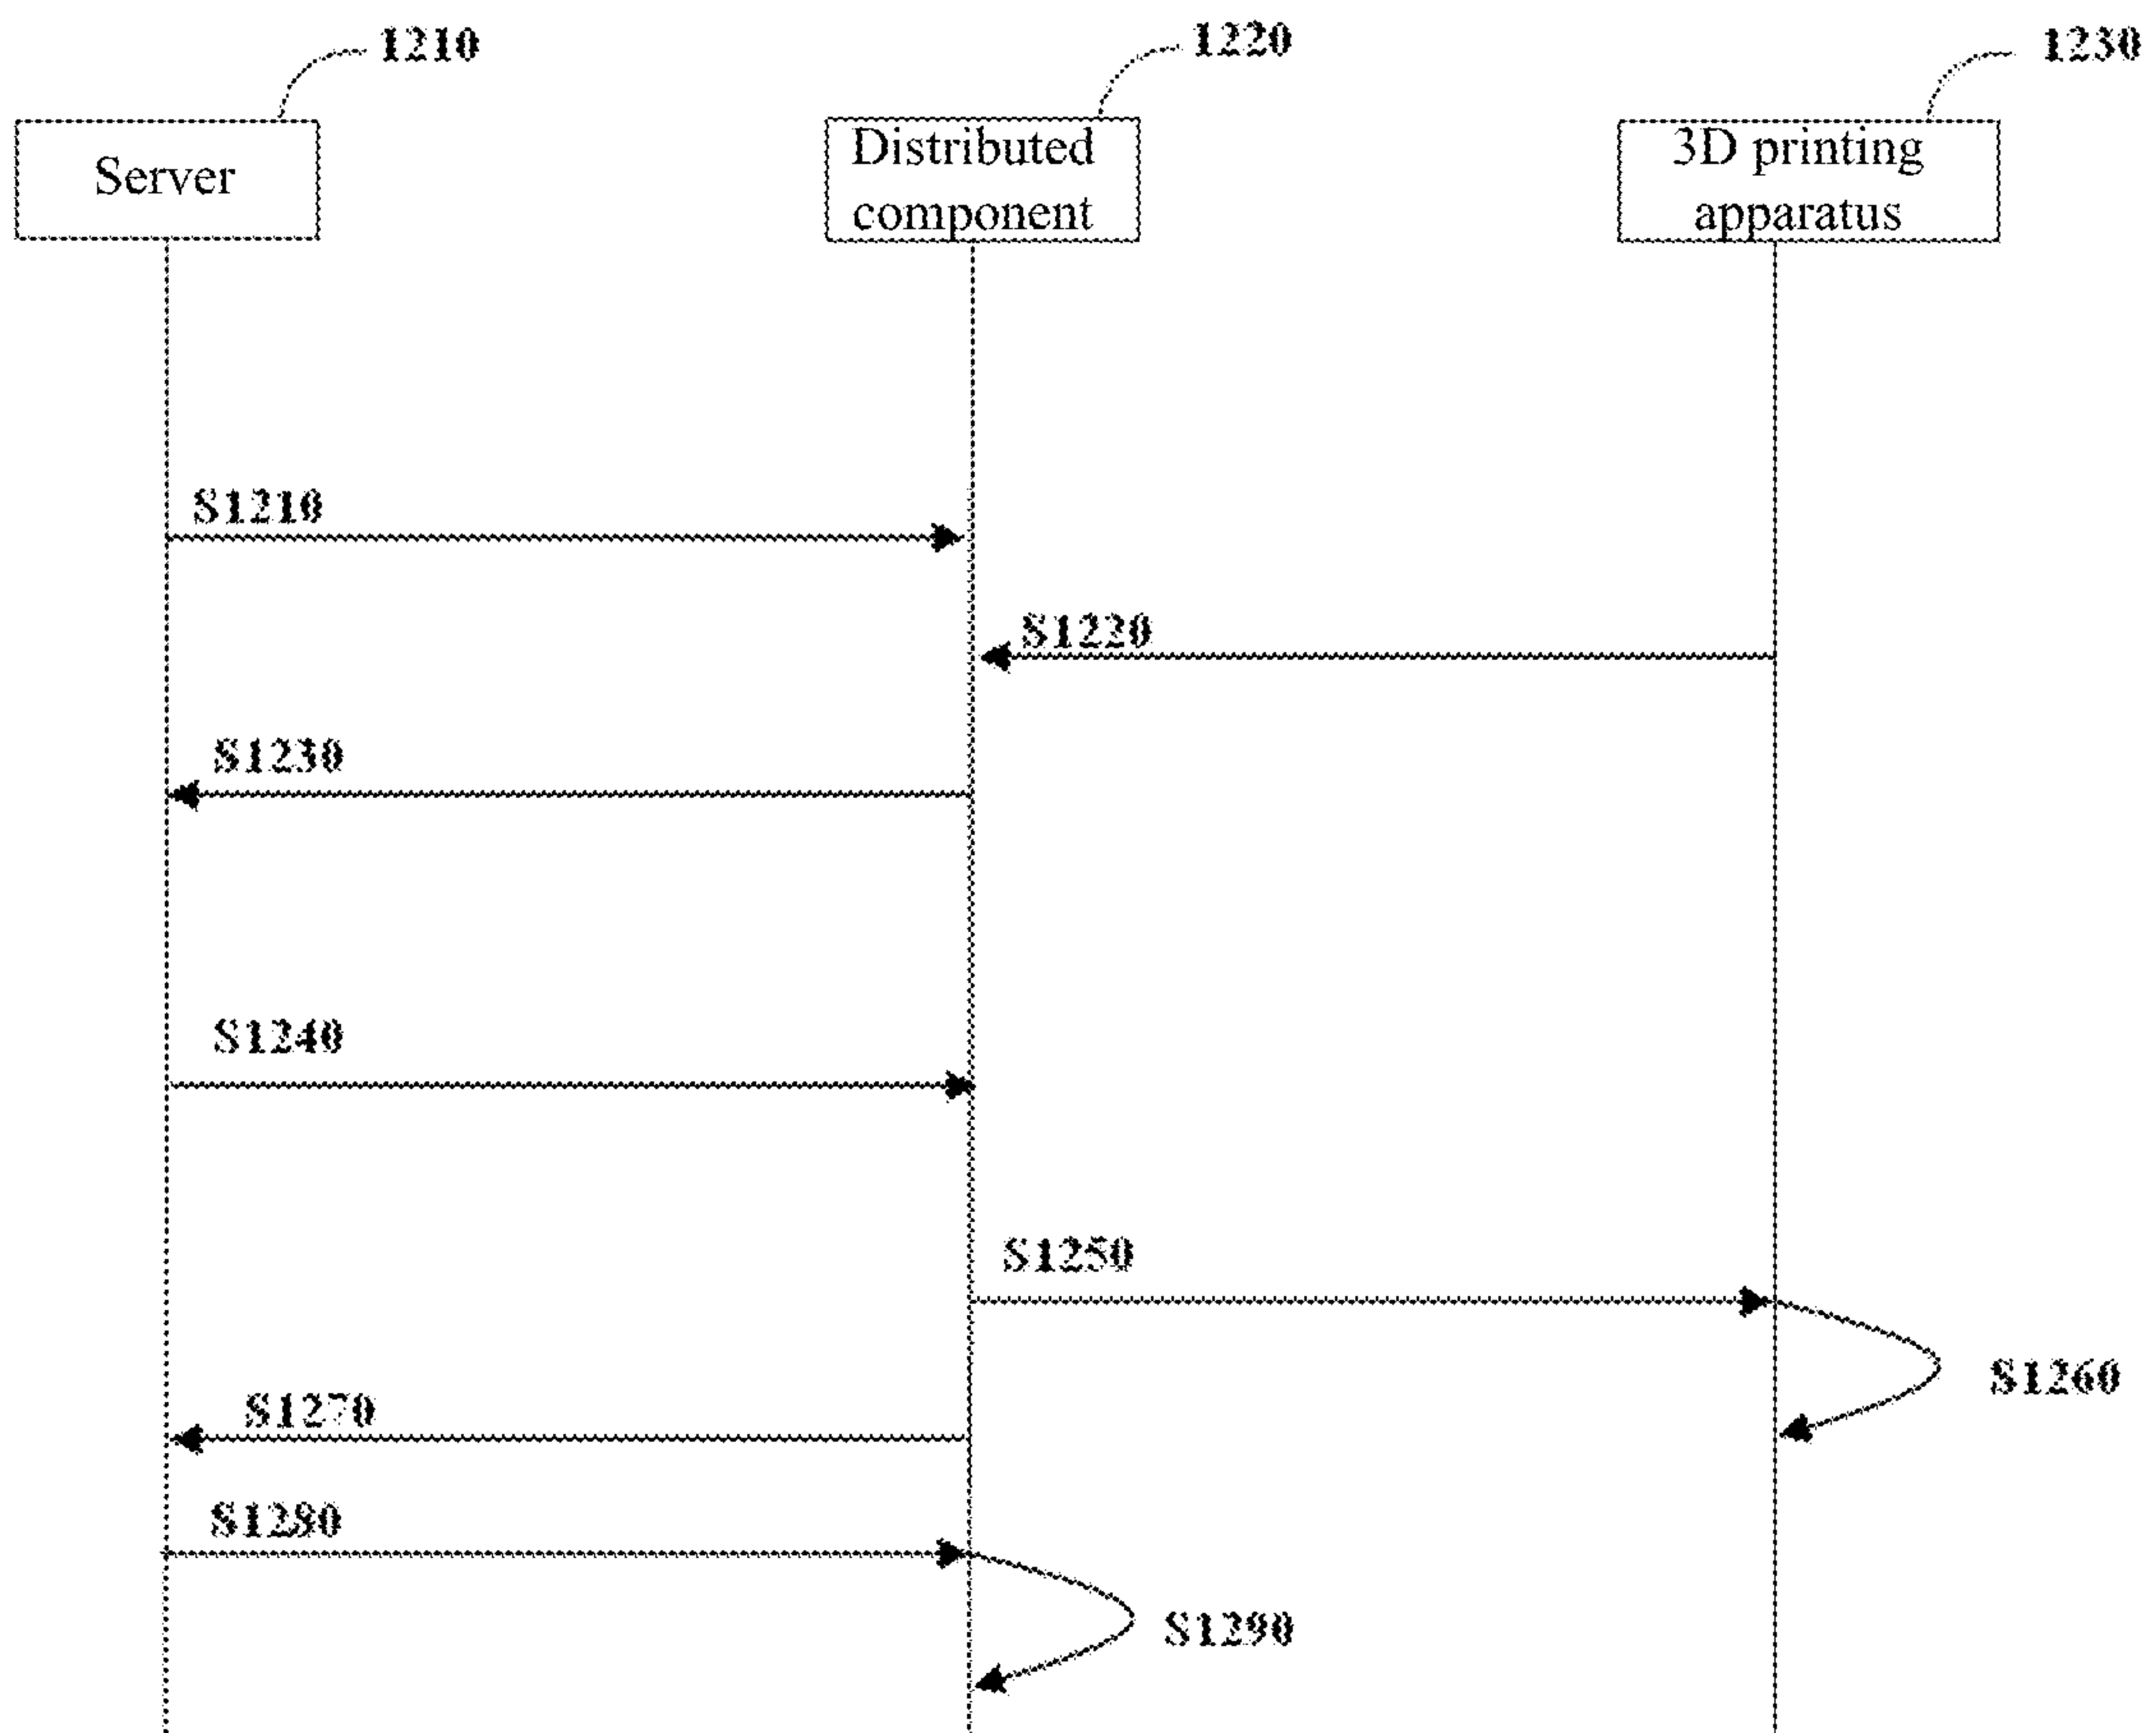 1210
1220
1230
Server
Distributed
component
3D printing
apparatus
S1210
S1220
S1230
S1240
S1250
S1260
S1270
S1280
S1290